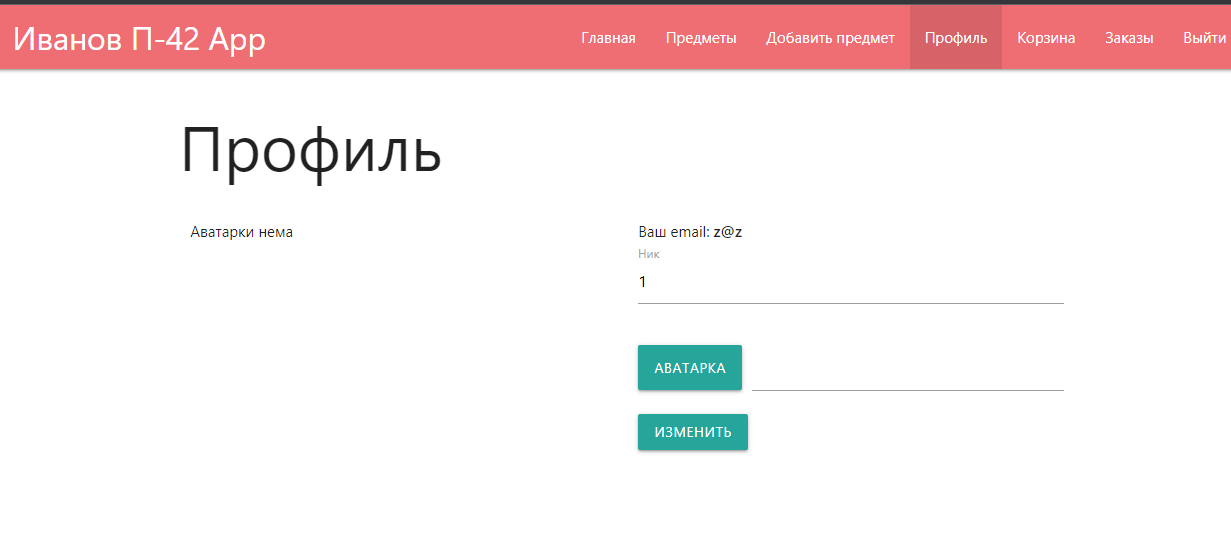 Иванов П-42 App
Главная Предметы Добавить предмет Профиль Корзина Заказы Выйти
Профиль
Аватарки нема
Ваш email: z@z
Ник
1
АВАТАРКА
ИЗМЕНИТЬ